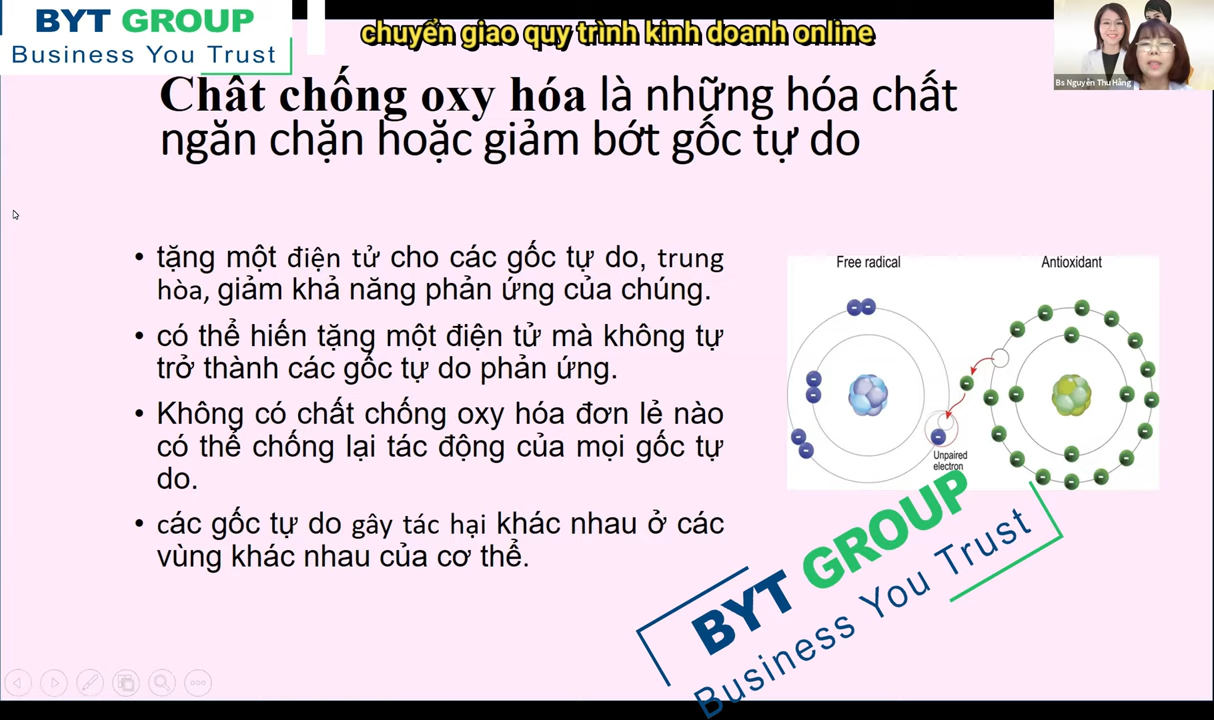 BYT GROUP
Business You Trust
chuyển giao quy trình kinh doanh online
Bs Nguyễn Thu Hằng
Chất chống oxy hóa là những hóa chất
ngăn chặn hoặc giảm bớt gốc tự do
• tặng một điện tử cho các gốc tự do, trung
hòa, giảm khả năng phản ứng của chúng.
• có thể hiến tặng một điện tử mà không tự
trở thành các gốc tự do phản ứng.
• Không có chất chống oxy hóa đơn lẻ nào
có thể chống lại tác động của mọi gốc tự
do.
• các gốc tự do gây tác hại khác nhau ở các
vùng khác nhau của cơ thể.
Free radical
Antioxidant
Unpaired
electron
BYT GROUP
Business You Trust